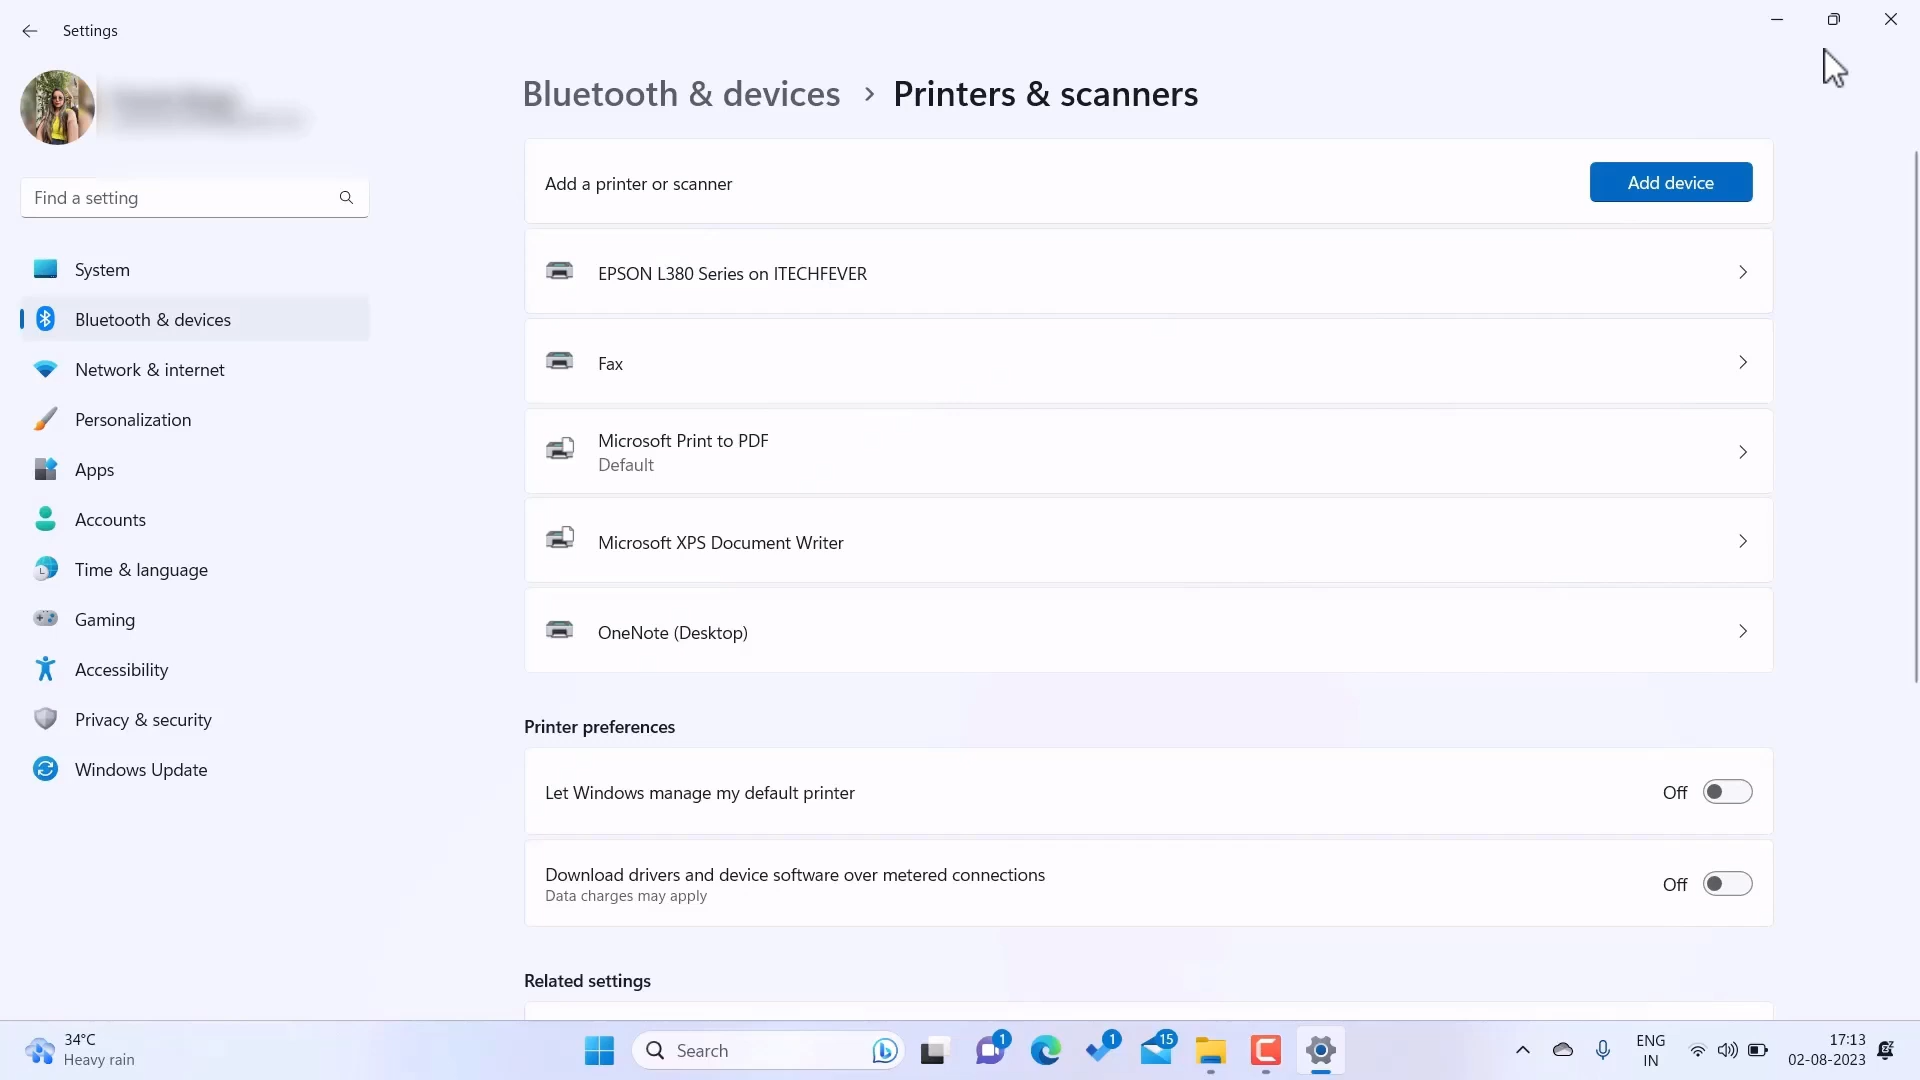 Settings
Bluetooth & devices > Printers & scanners
Find a setting
System
Bluetooth & devices
Network & internet
Personalization
Apps
Accounts
Time & language
Gaming
Accessibility
Privacy & security
Windows Update
Add a printer or scanner
Add device
EPSON L380 Series on ITECHFEVER
Fax
Microsoft Print to PDF
Default
Microsoft XPS Document Writer
OneNote (Desktop)
Printer preferences
Let Windows manage my default printer
Off
Download drivers and device software over metered connections
Data charges may apply
Off
Related settings
34°C
Heavy rain
Search
1
1
15
ENG
IN
17:13
02-08-2023